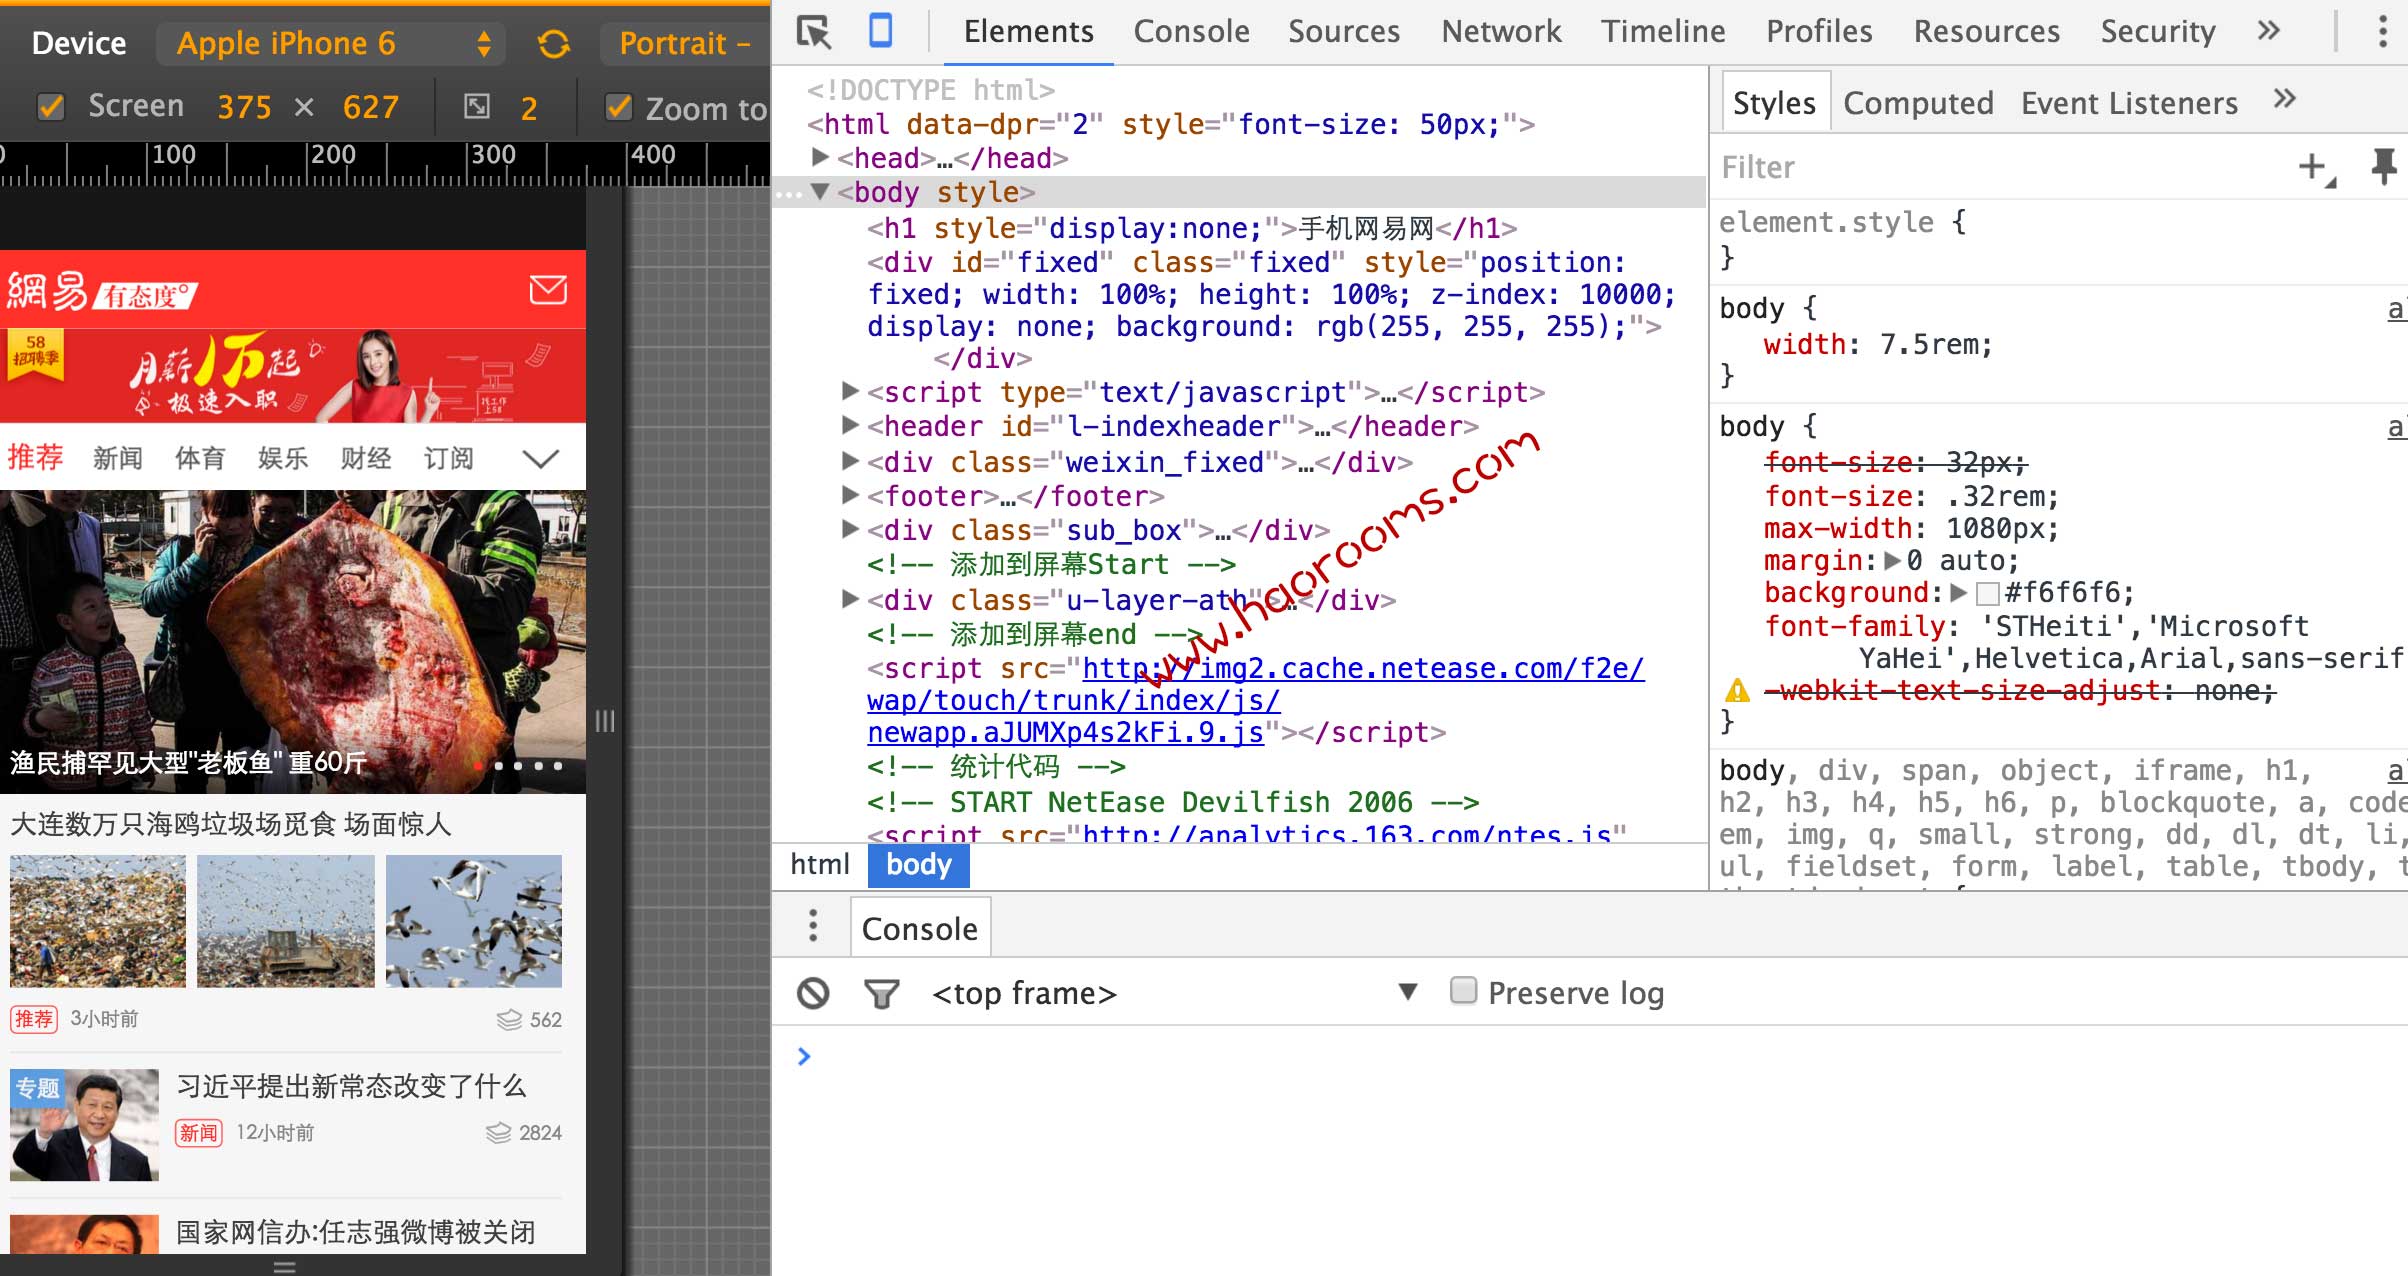 Device
Apple iPhone 6
Portrait –
Screen 375 × 627
2
Zoom to
0 100 200 300 400
網易 有态度°
58
招聘季
月薪1万起
极速入职
找工作
上58
推荐 新闻 体育 娱乐 财经 订阅
渔民捕罕见大型"老板鱼" 重60斤
大连数万只海鸥垃圾场觅食 场面惊人
推荐 3小时前 562
专题
习近平提出新常态改变了什么
新闻 12小时前 2824
国家网信办:任志强微博被关闭
Elements Console Sources Network Timeline Profiles Resources Security »
<!DOCTYPE html>
<html data-dpr="2" style="font-size: 50px;">
▶<head>…</head>
…▼<body style>
<h1 style="display:none;">手机网易网</h1>
<div id="fixed" class="fixed" style="position:
fixed; width: 100%; height: 100%; z-index: 10000;
display: none; background: rgb(255, 255, 255);">
</div>
▶<script type="text/javascript">…</script>
▶<header id="l-indexheader">…</header>
▶<div class="weixin_fixed">…</div>
▶<footer>…</footer>
▶<div class="sub_box">…</div>
<!-- 添加到屏幕Start -->
▶<div class="u-layer-ath">…</div>
<!-- 添加到屏幕end -->
<script src="http://img2.cache.netease.com/f2e/
wap/touch/trunk/index/js/
newapp.aJUMXp4s2kFi.9.js"></script>
<!-- 统计代码 -->
<!-- START NetEase Devilfish 2006 -->
<script src="http://analytics.163.com/ntes.js"
www.haorooms.com
html body
Styles Computed Event Listeners »
Filter
element.style {
}
body { a
width: 7.5rem;
}
body { a
font-size: 32px;
font-size: .32rem;
max-width: 1080px;
margin:▶0 auto;
background:▶#f6f6f6;
font-family: 'STHeiti','Microsoft
YaHei',Helvetica,Arial,sans-serif
-webkit-text-size-adjust: none;
}
body, div, span, object, iframe, h1, a
h2, h3, h4, h5, h6, p, blockquote, a, code
em, img, q, small, strong, dd, dl, dt, li,
ul, fieldset, form, label, table, tbody, t
Console
<top frame> ▼ Preserve log